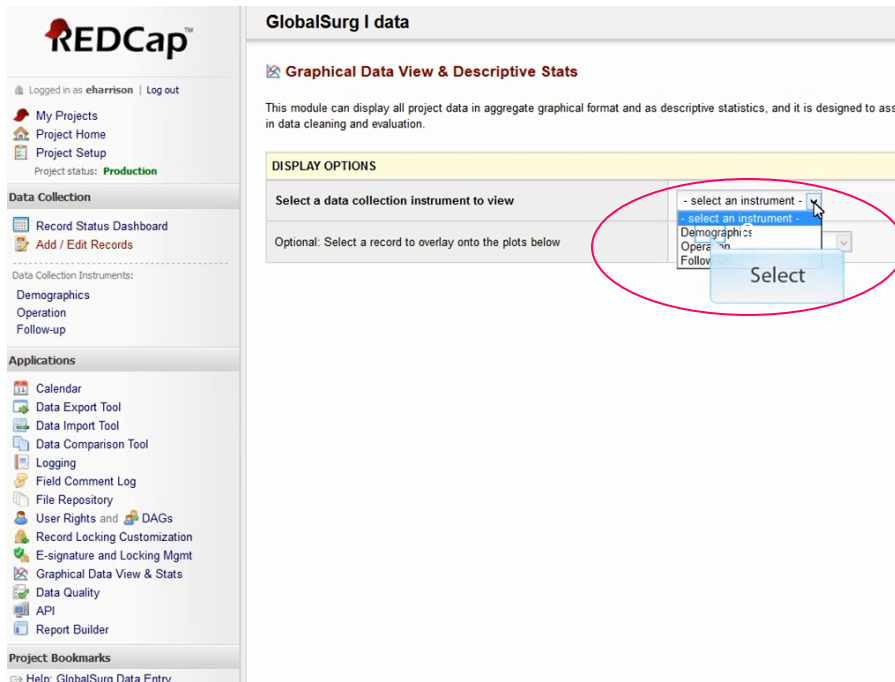 REDCap™
Logged in as eharrison | Log out
My Projects
Project Home
Project Setup
Project status: Production
Data Collection
Record Status Dashboard
Add / Edit Records
Data Collection Instruments:
Demographics
Operation
Follow-up
Applications
Calendar
Data Export Tool
Data Import Tool
Data Comparison Tool
Logging
Field Comment Log
File Repository
User Rights and DAGs
Record Locking Customization
E-signature and Locking Mgmt
Graphical Data View & Stats
Data Quality
API
Report Builder
Project Bookmarks
Help: GlobalSurg Data Entry
GlobalSurg I data
Graphical Data View & Descriptive Stats
This module can display all project data in aggregate graphical format and as descriptive statistics, and it is designed to ass
in data cleaning and evaluation.
DISPLAY OPTIONS
Select a data collection instrument to view
- select an instrument -
- select an instrument -
Demographics
Operation
Follow
Optional: Select a record to overlay onto the plots below
Select